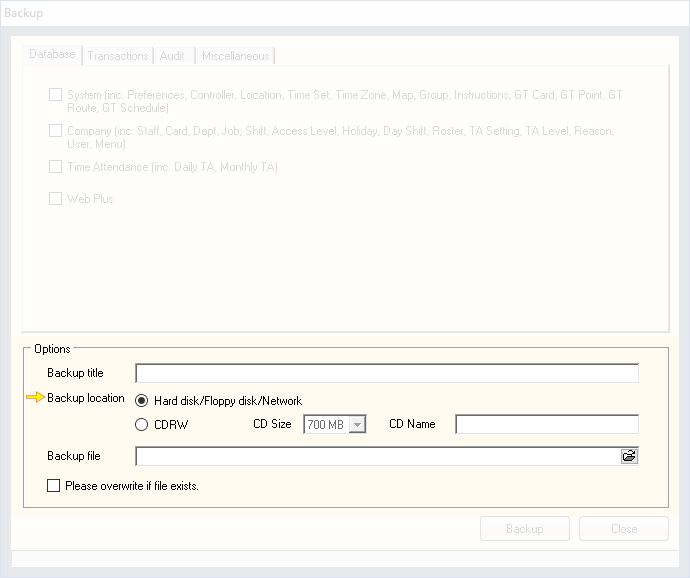 Backup
Database Transactions Audit Miscellaneous
System (inc. Preferences, Controller, Location, Time Set, Time Zone, Map, Group, Instructions, GT Card, GT Point, GT
Route, GT Schedule)
Company (inc. Staff, Card, Dept, Job, Shift, Access Level, Holiday, Day Shift, Roster, TA Setting, TA Level, Reason,
User, Menu)
Time Attendance (inc. Daily TA, Monthly TA)
Web Plus
Options
Backup title
Backup location Hard disk/Floppy disk/Network
CDRW CD Size 700 MB CD Name
Backup file
Please overwrite if file exists.
Backup Close